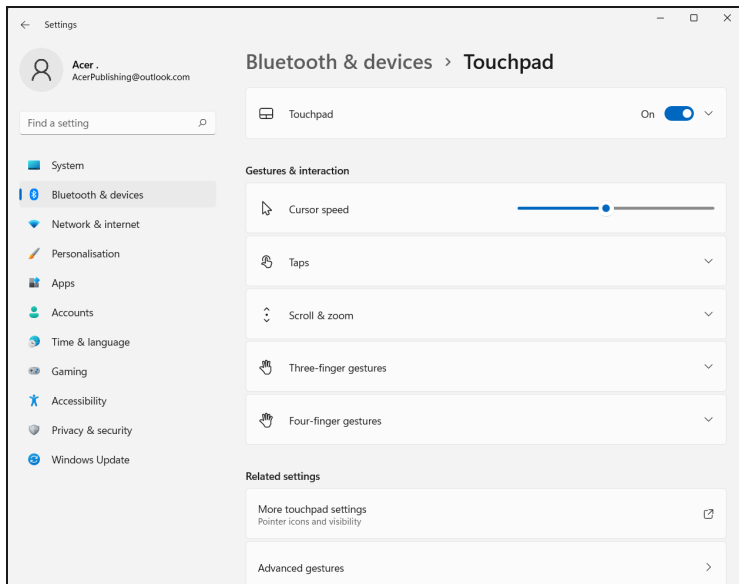 Settings
Acer .
AcerPublishing@outlook.com
Find a setting
System
Bluetooth & devices
Network & internet
Personalisation
Apps
Accounts
Time & language
Gaming
Accessibility
Privacy & security
Windows Update
Bluetooth & devices > Touchpad
Touchpad On
Gestures & interaction
Cursor speed
Taps
Scroll & zoom
Three-finger gestures
Four-finger gestures
Related settings
More touchpad settings
Pointer icons and visibility
Advanced gestures